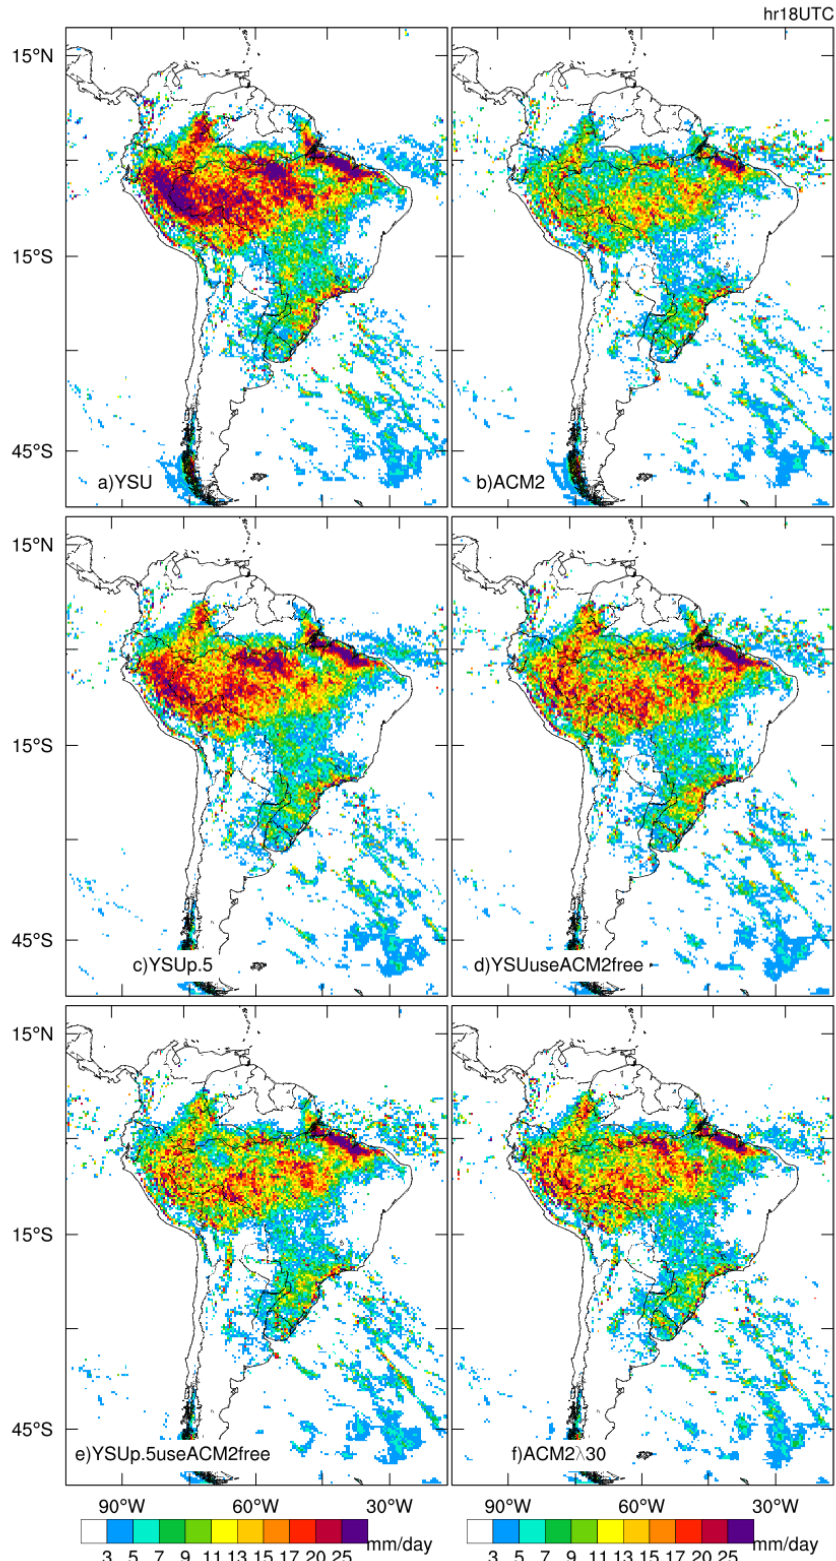 hr18UTC
15°N
15°S
45°S
a)YSU
b)ACM2
15°N
15°S
45°S
c)YSUp.5
d)YSUuseACM2free
15°N
15°S
45°S
e)YSUp.5useACM2free
f)ACM2λ30
90°W 60°W 30°W 90°W 60°W 30°W
3 5 7 9 11 13 15 17 20 25 mm/day 3 5 7 9 11 13 15 17 20 25 mm/day